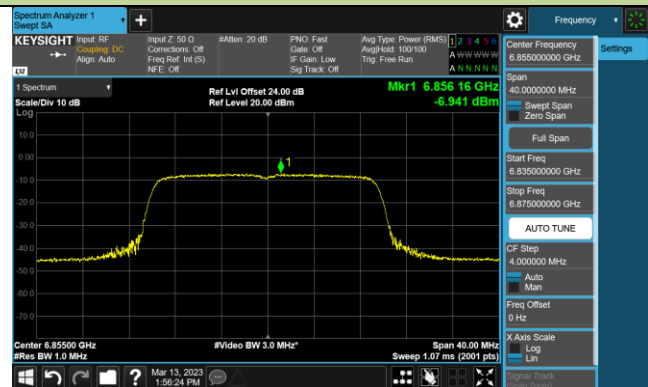 Spectrum Analyzer 1
Swept SA
Frequency
KEYSIGHT
Input: RF
Coupling: DC
Align: Auto
Input Z: 50 Ω
Corrections: Off
Freq Ref: Int (S)
NFE: Off
#Atten: 20 dB
PNO: Fast
Gate: Off
IF Gain: Low
Sig Track: Off
Avg Type: Power (RMS)
Avg|Hold: 100/100
Trig: Free Run
1 2 3 4 5 6
A W W W W W
A N N N N N
LXI
1 Spectrum
Scale/Div 10 dB
Log
Ref Lvl Offset 24.00 dB
Ref Level 20.00 dBm
Mkr1 6.856 16 GHz
-6.941 dBm
10.0
0.00
-10.0
-20.0
-30.0
-40.0
-50.0
-60.0
-70.0
1
Center 6.85500 GHz
#Res BW 1.0 MHz
#Video BW 3.0 MHz*
Span 40.00 MHz
Sweep 1.07 ms (2001 pts)
Mar 13, 2023
1:56:24 PM
Center Frequency
6.855000000 GHz
Span
40.0000000 MHz
Swept Span
Zero Span
Full Span
Start Freq
6.835000000 GHz
Stop Freq
6.875000000 GHz
AUTO TUNE
CF Step
4.000000 MHz
Auto
Man
Freq Offset
0 Hz
X Axis Scale
Log
Lin
Signal Track
(Span Zoom)
Settings